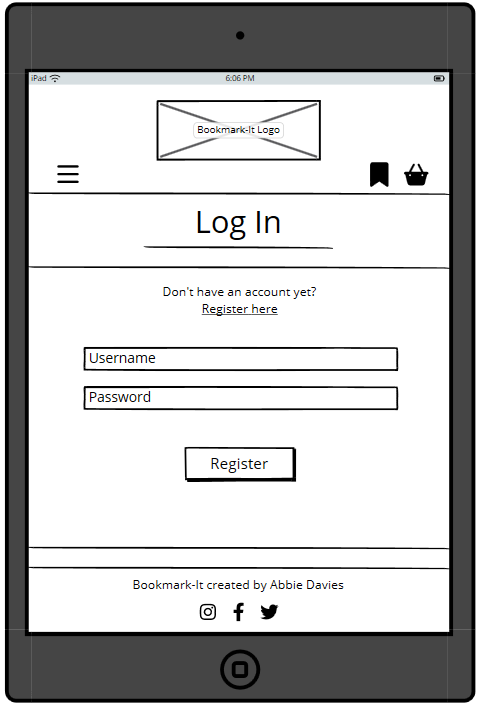 iPad 6:06 PM
Bookmark-It Logo
Log In
Don't have an account yet?
Register here
Username
Password
Register
Bookmark-It created by Abbie Davies